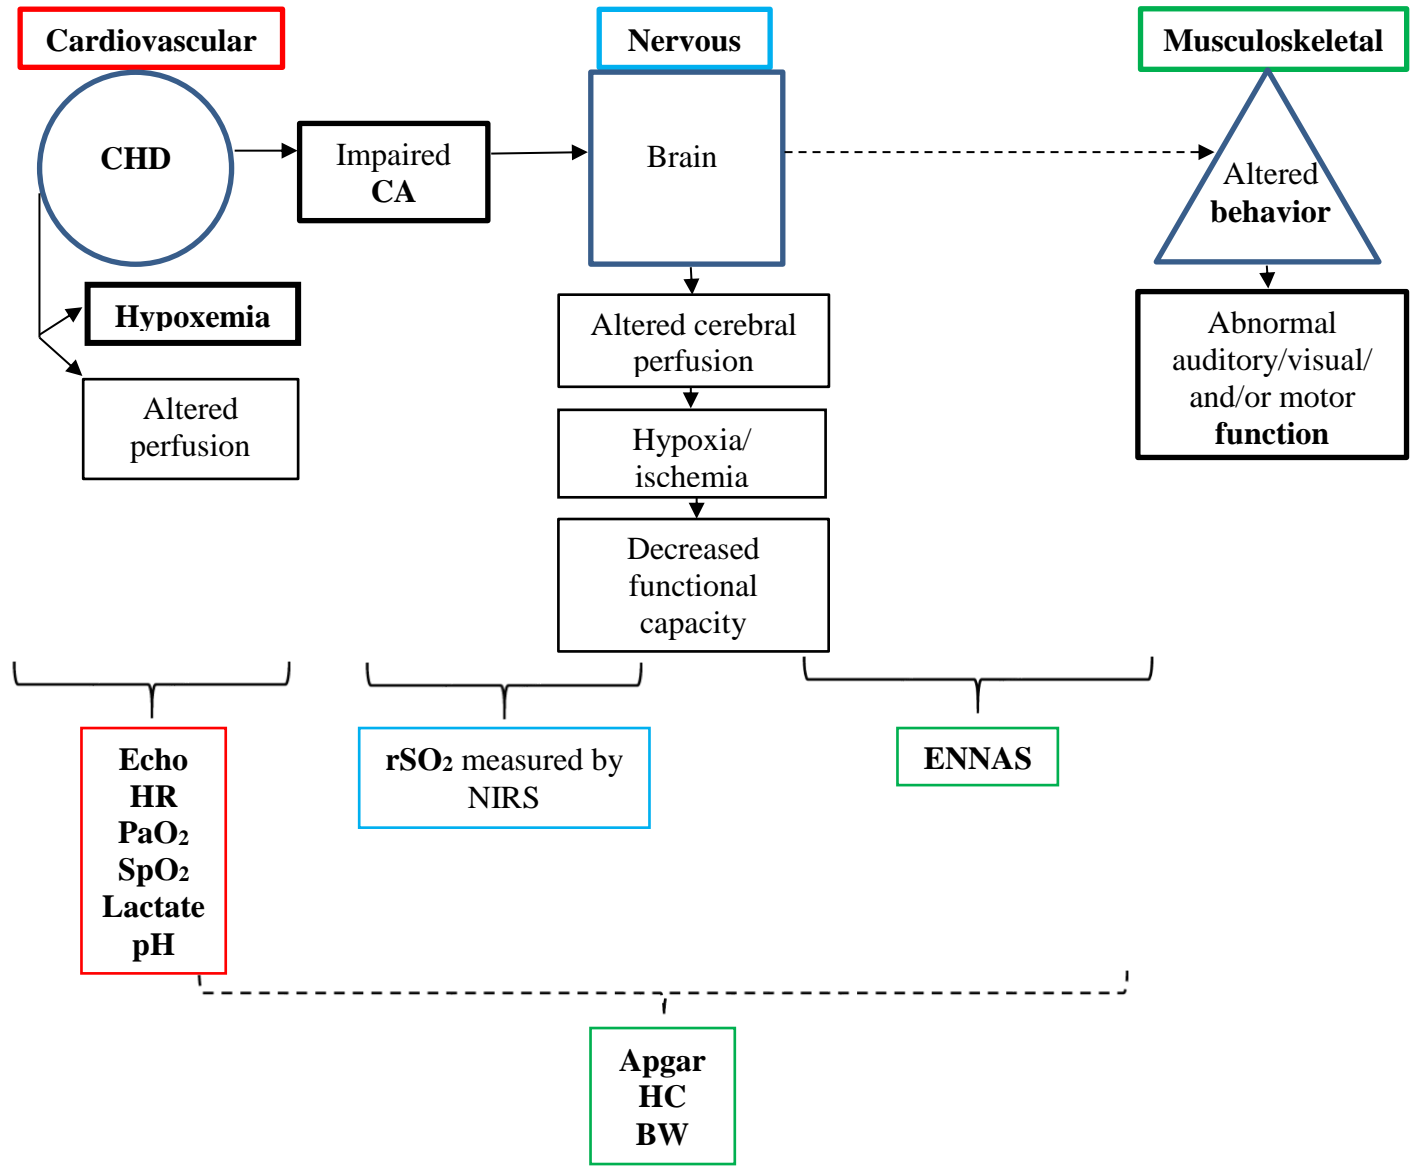 Cardiovascular
Nervous
Musculoskeletal
CHD
Impaired
CA
Brain
Altered
behavior
Hypoxemia
Altered
perfusion
Altered cerebral
perfusion
Hypoxia/
ischemia
Decreased
functional
capacity
Abnormal
auditory/visual/
and/or motor
function
Echo
HR
PaO₂
SpO₂
Lactate
pH
rSO₂ measured by
NIRS
ENNAS
Apgar
HC
BW